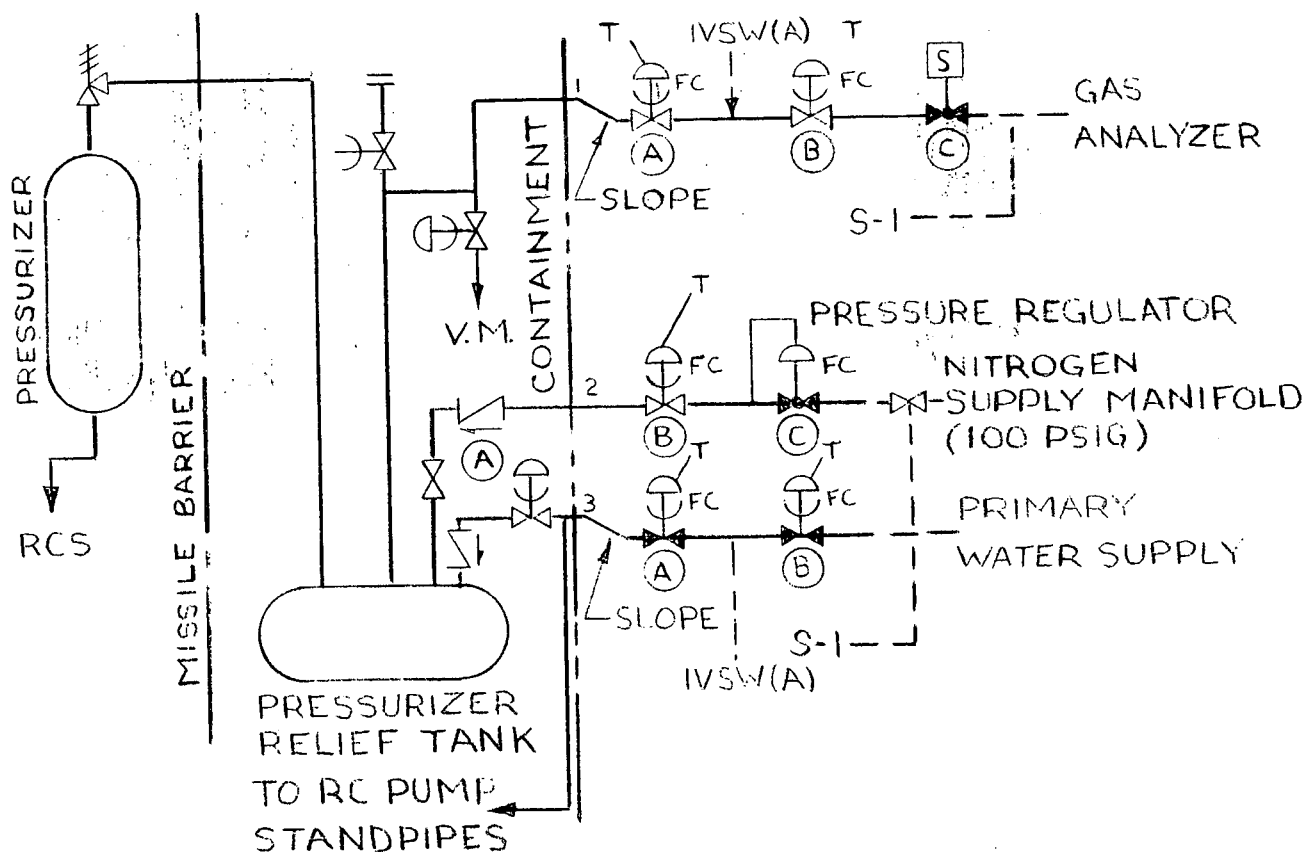 IVSW(A)
T
T
FC
FC
S
GAS
ANALYZER
1
A
B
C
SLOPE
S-1
PRESSURIZER
MISSILE BARRIER
CONTAINMENT
V.M.
T
PRESSURE REGULATOR
FC
FC
NITROGEN
SUPPLY MANIFOLD
(100 PSIG)
2
A
B
C
T
T
FC
FC
3
PRIMARY
WATER SUPPLY
A
B
SLOPE
S-1
IVSW(A)
RCS
PRESSURIZER
RELIEF TANK
TO RC PUMP
STANDPIPES